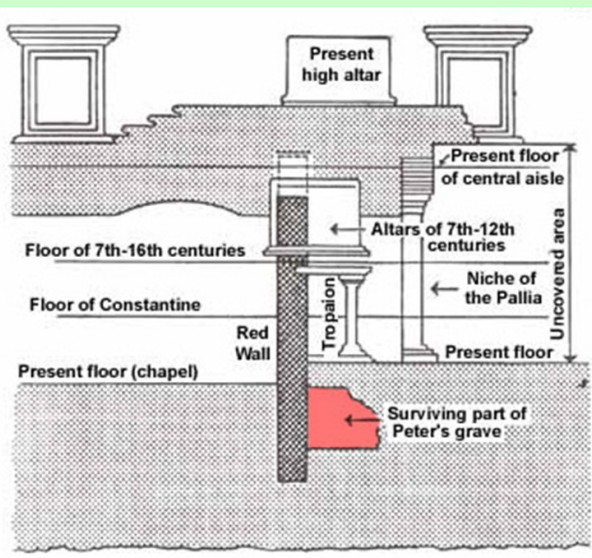 Present
high altar
Present floor
of central aisle
Altars of 7th-12th
centuries
Uncovered area
Floor of 7th-16th centuries
Niche of
the Pallia
Tropaion
Floor of Constantine
Red
Wall
Present floor
Present floor (chapel)
Surviving part of
Peter's grave